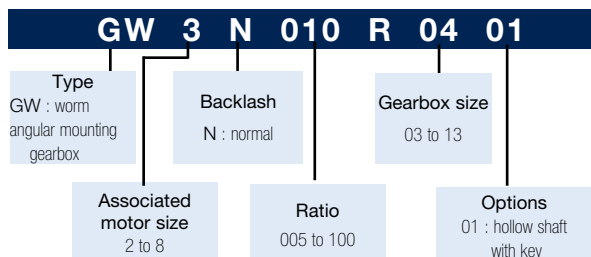 GW 3 N 010 R 04 01
Type
GW : worm
angular mounting
gearbox
Backlash
N : normal
Gearbox size
03 to 13
Associated
motor size
2 to 8
Ratio
005 to 100
Options
01 : hollow shaft
with key